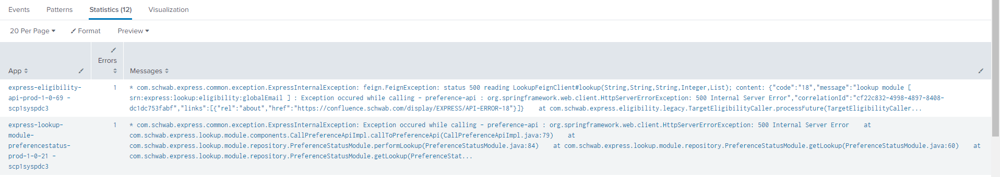 Events Patterns Statistics (12) Visualization
20 Per Page Format Preview
App Errors Messages
express-eligibility-api-prod-1-0-69 - scp1syspdc3
1
* com.schwab.express.common.exception.ExpressInternalException: feign.FeignException: status 500 reading LookupFeignClient#lookup(String,String,String,Integer,List); content: {"code":"18","message":"lookup module [
srn:express:lookup:eligibility:globalEmail ] : Exception occured while calling - preference-api : org.springframework.web.client.HttpServerErrorException: 500 Internal Server Error","correlationId":"cf22c832-4998-4897-8408-
dc1dc753fabf","links":[{"rel":"about","href":"https://confluence.schwab.com/display/EXPRESS/API-ERROR-18"}]} at com.schwab.express.eligibility.legacy.TargetEligibilityCaller.processFuture(TargetEligibilityCaller...
express-lookup-
module-
preferencestatus-
prod-1-0-21 -
scp1syspdc3
1
* com.schwab.express.common.exception.ExpressInternalException: Exception occured while calling - preference-api : org.springframework.web.client.HttpServerErrorException: 500 Internal Server Error at
com.schwab.express.lookup.module.components.CallPreferenceApiImpl.callToPreferenceApi(CallPreferenceApiImpl.java:79) at
com.schwab.express.lookup.module.repository.PreferenceStatusModule.performLookup(PreferenceStatusModule.java:84) at com.schwab.express.lookup.module.repository.PreferenceStatusModule.getLookup(PreferenceStatusModule.java:60) at
com.schwab.express.lookup.module.repository.PreferenceStatusModule.getLookup(PreferenceStat...